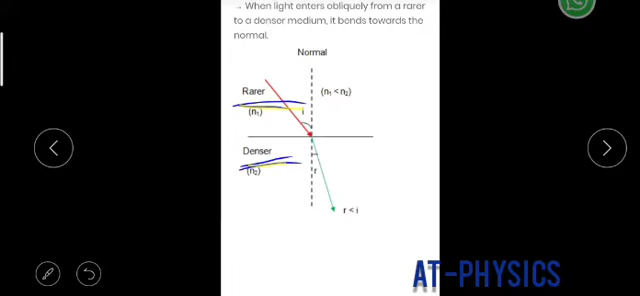 → When light enters obliquely from a rarer
to a denser medium, it bends towards the
normal.
Normal
Rarer
(n₁ < n₂)
(n₁)
i
Denser
(n₂)
r
r < i
AT-PHYSICS